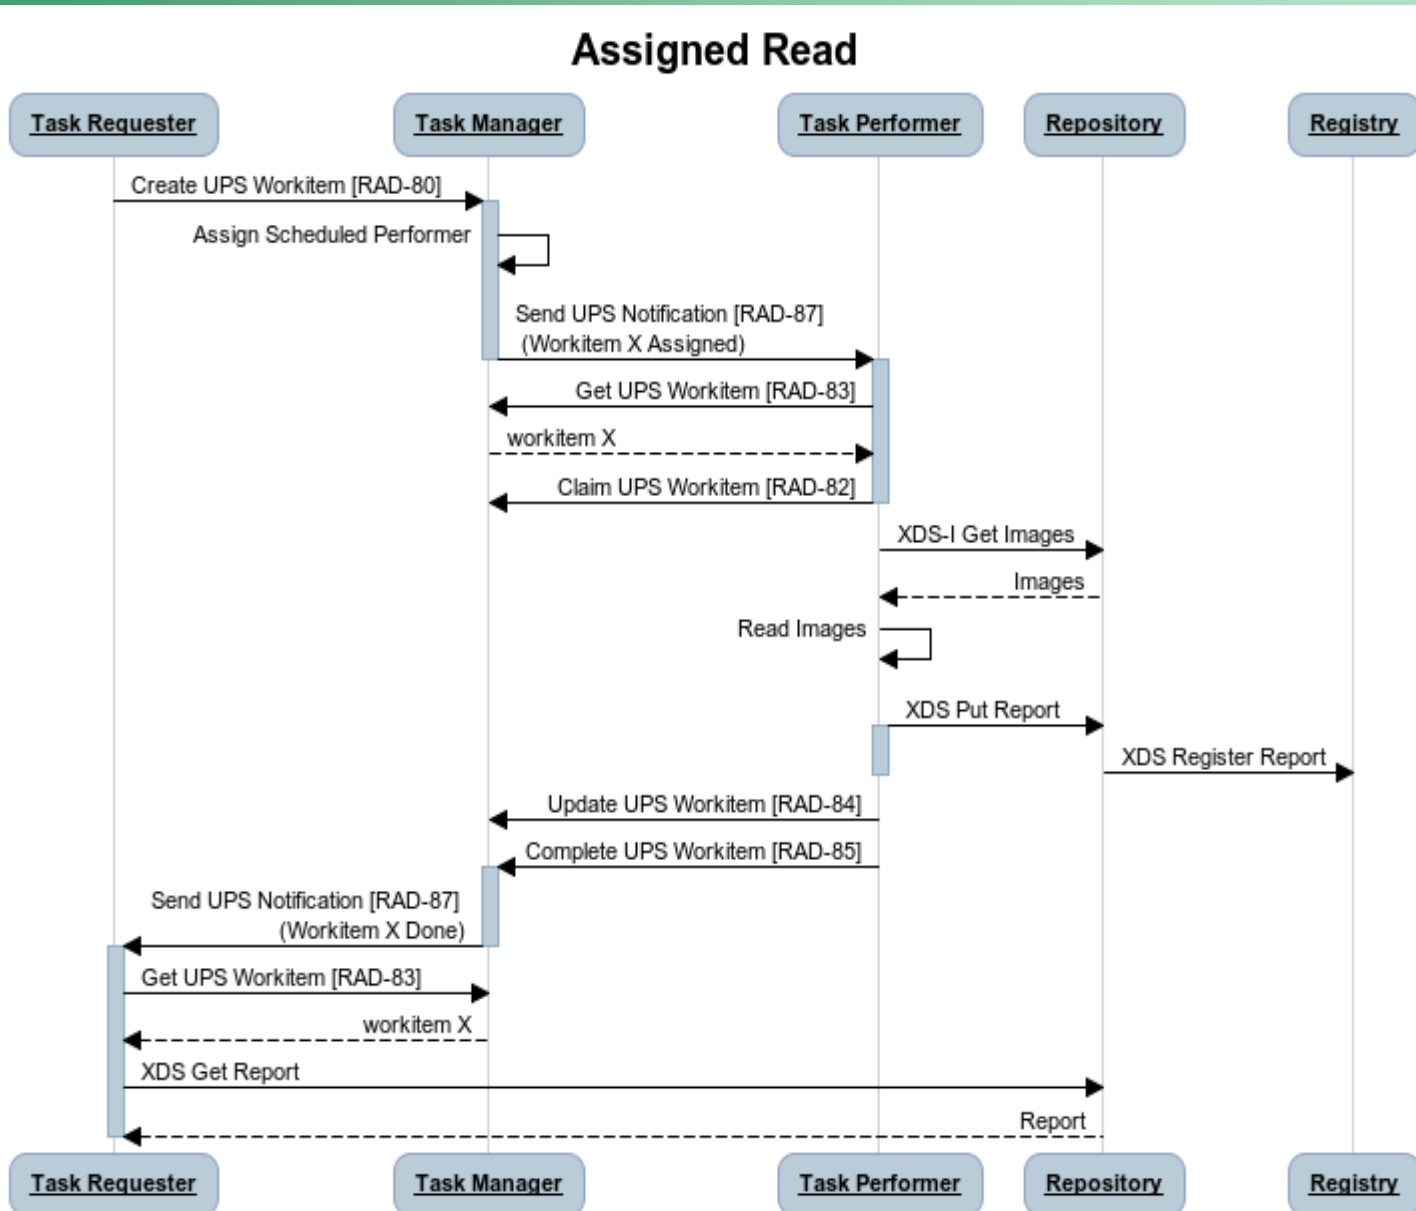 Assigned Read
Task Requester
Task Manager
Task Performer
Repository
Registry
Create UPS Workitem [RAD-80]
Assign Scheduled Performer
Send UPS Notification [RAD-87]
(Workitem X Assigned)
Get UPS Workitem [RAD-83]
workitem X
Claim UPS Workitem [RAD-82]
XDS-I Get Images
Images
Read Images
XDS Put Report
XDS Register Report
Update UPS Workitem [RAD-84]
Complete UPS Workitem [RAD-85]
Send UPS Notification [RAD-87]
(Workitem X Done)
Get UPS Workitem [RAD-83]
workitem X
XDS Get Report
Report
Task Requester
Task Manager
Task Performer
Repository
Registry